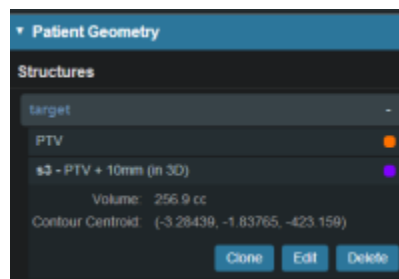 Patient Geometry
Structures
target -
PTV
s3 - PTV + 10mm (in 3D)
Volume: 256.9 cc
Contour Centroid: (-3.28439, -1.83765, -423.159)
Clone Edit Delete